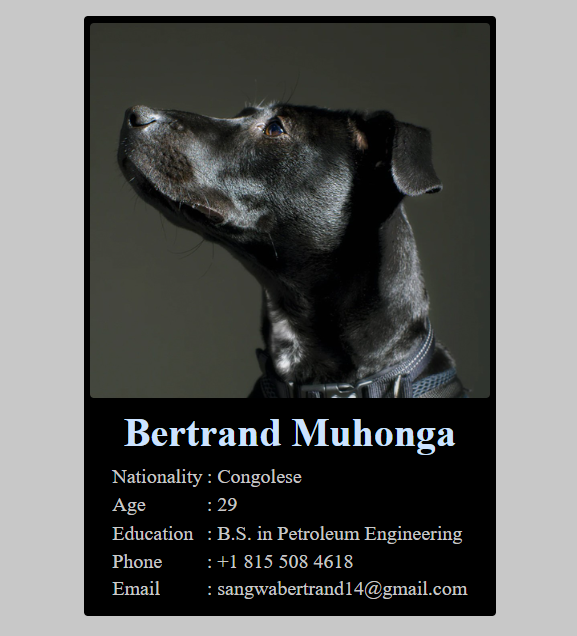 Bertrand Muhonga
Nationality : Congolese
Age : 29
Education : B.S. in Petroleum Engineering
Phone : +1 815 508 4618
Email : sangwabertrand14@gmail.com